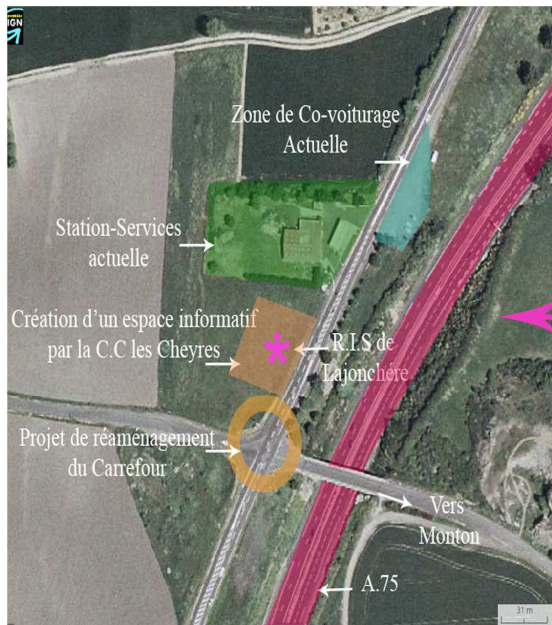 IGN
Zone de Co-voiturage
Actuelle
Station-Services
actuelle
Création d'un espace informatif
par la C.C les Cheyres
R.I.S de
Lajonchère
Projet de réaménagement
du Carrefour
Vers
Monton
A.75
31 m